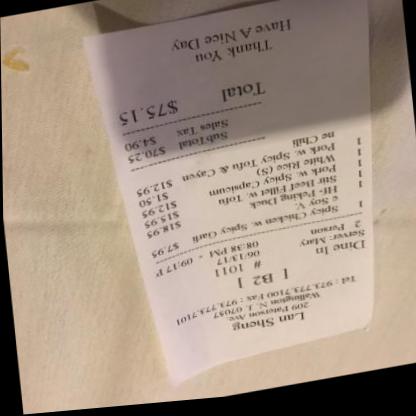 Lan Sheng
209 Paterson Ave.
Wallington, N. J. 07057
Tel : 973.773.7100 Fax : 973.773.7101
[ B2 ]
# 1011
06/13/17
08:38 PM - 09:17 P
Dine In
Server: Mary
2 Person
1 Spicy Chicken w. Spicy Garli $7.95
c Soy. V.
1 Hf- Peking Duck $18.95
1 Stir Beef Fillet w. Tofu $15.95
1 Pork w. Spicy Capsicum $12.95
1 White Rice (S) $1.50
1 Pork w. Spicy Tofu & Cayen $12.95
ne Chili
SubTotal $70.25
Sales Tax $4.90
Total $75.15
Thank You
Have A Nice Day